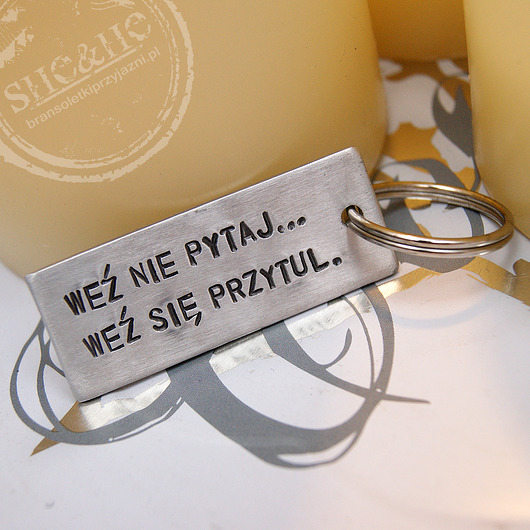 SHE&HE
bransoletkiprzyjazni.pl
WEŹ NIE PYTAJ...
WEŹ SIĘ PRZYTUL.